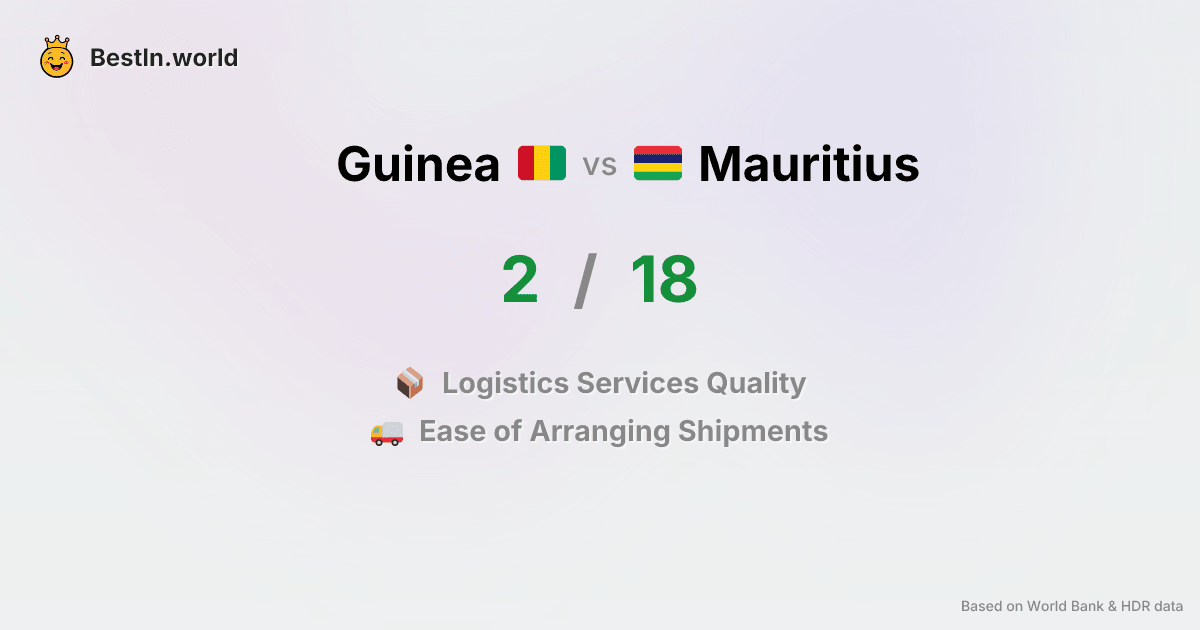 BestIn.world
Guinea vs Mauritius
2 / 18
Logistics Services Quality
Ease of Arranging Shipments
Based on World Bank & HDR data